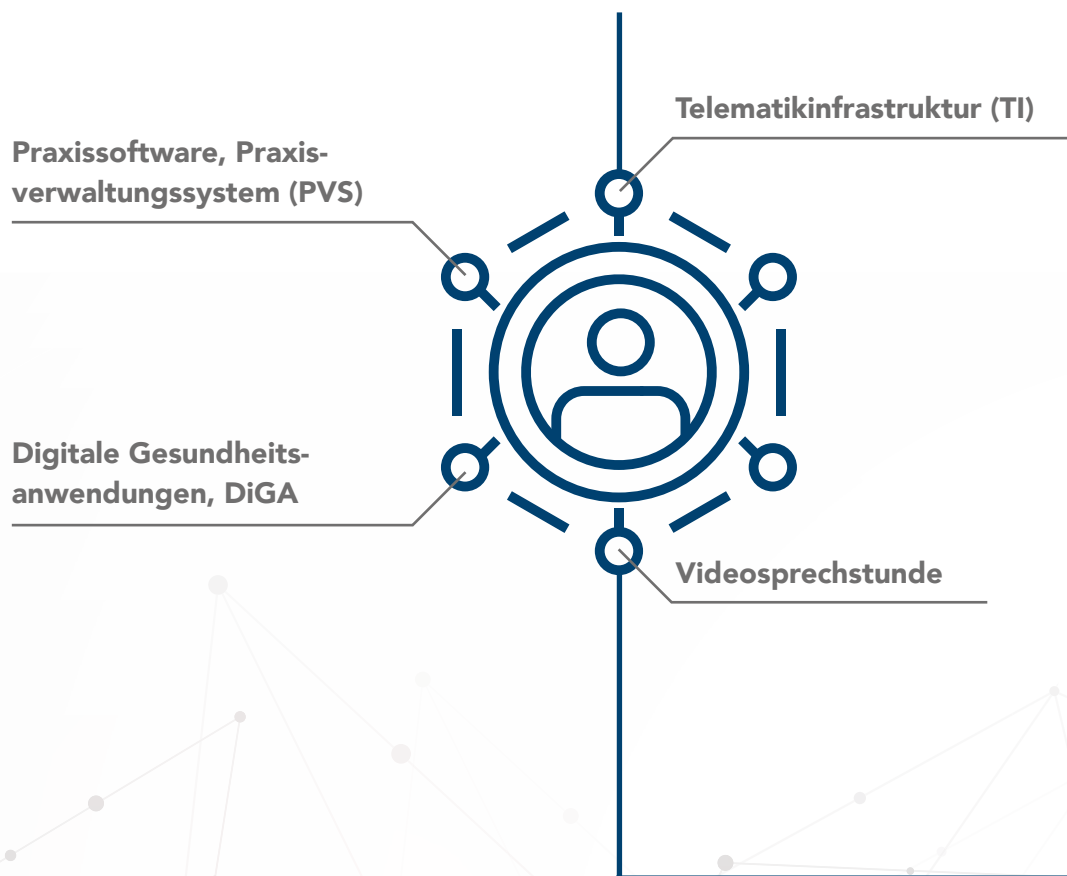 Telematikinfrastruktur (TI)
Praxissoftware, Praxis-
verwaltungssystem (PVS)
Digitale Gesundheits-
anwendungen, DiGA
Videosprechstunde